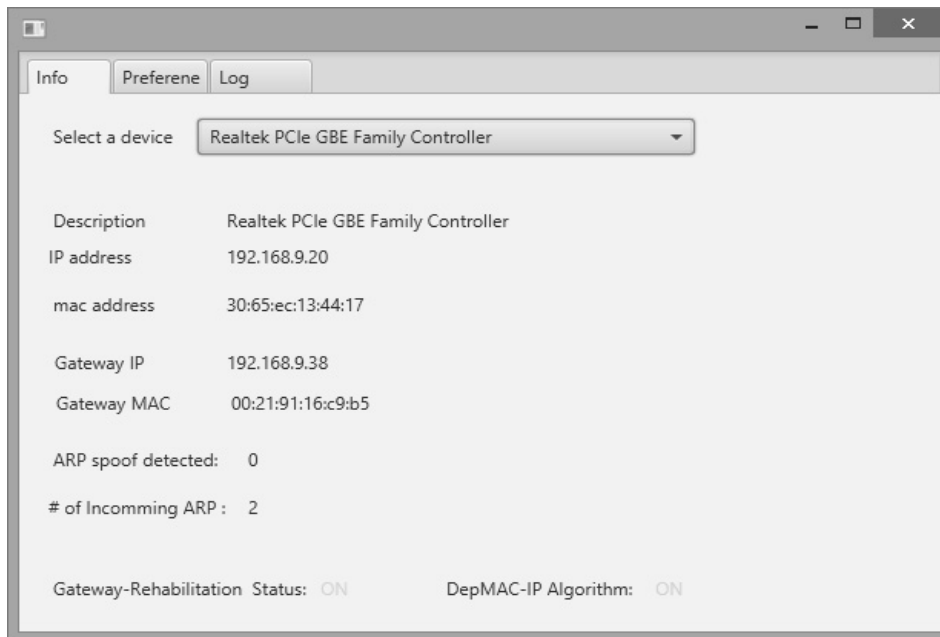 Info Preferene Log
Select a device Realtek PCIe GBE Family Controller
Description Realtek PCIe GBE Family Controller
IP address 192.168.9.20
mac address 30:65:ec:13:44:17
Gateway IP 192.168.9.38
Gateway MAC 00:21:91:16:c9:b5
ARP spoof detected: 0
# of Incomming ARP : 2
Gateway-Rehabilitation Status: ON DepMAC-IP Algorithm: ON